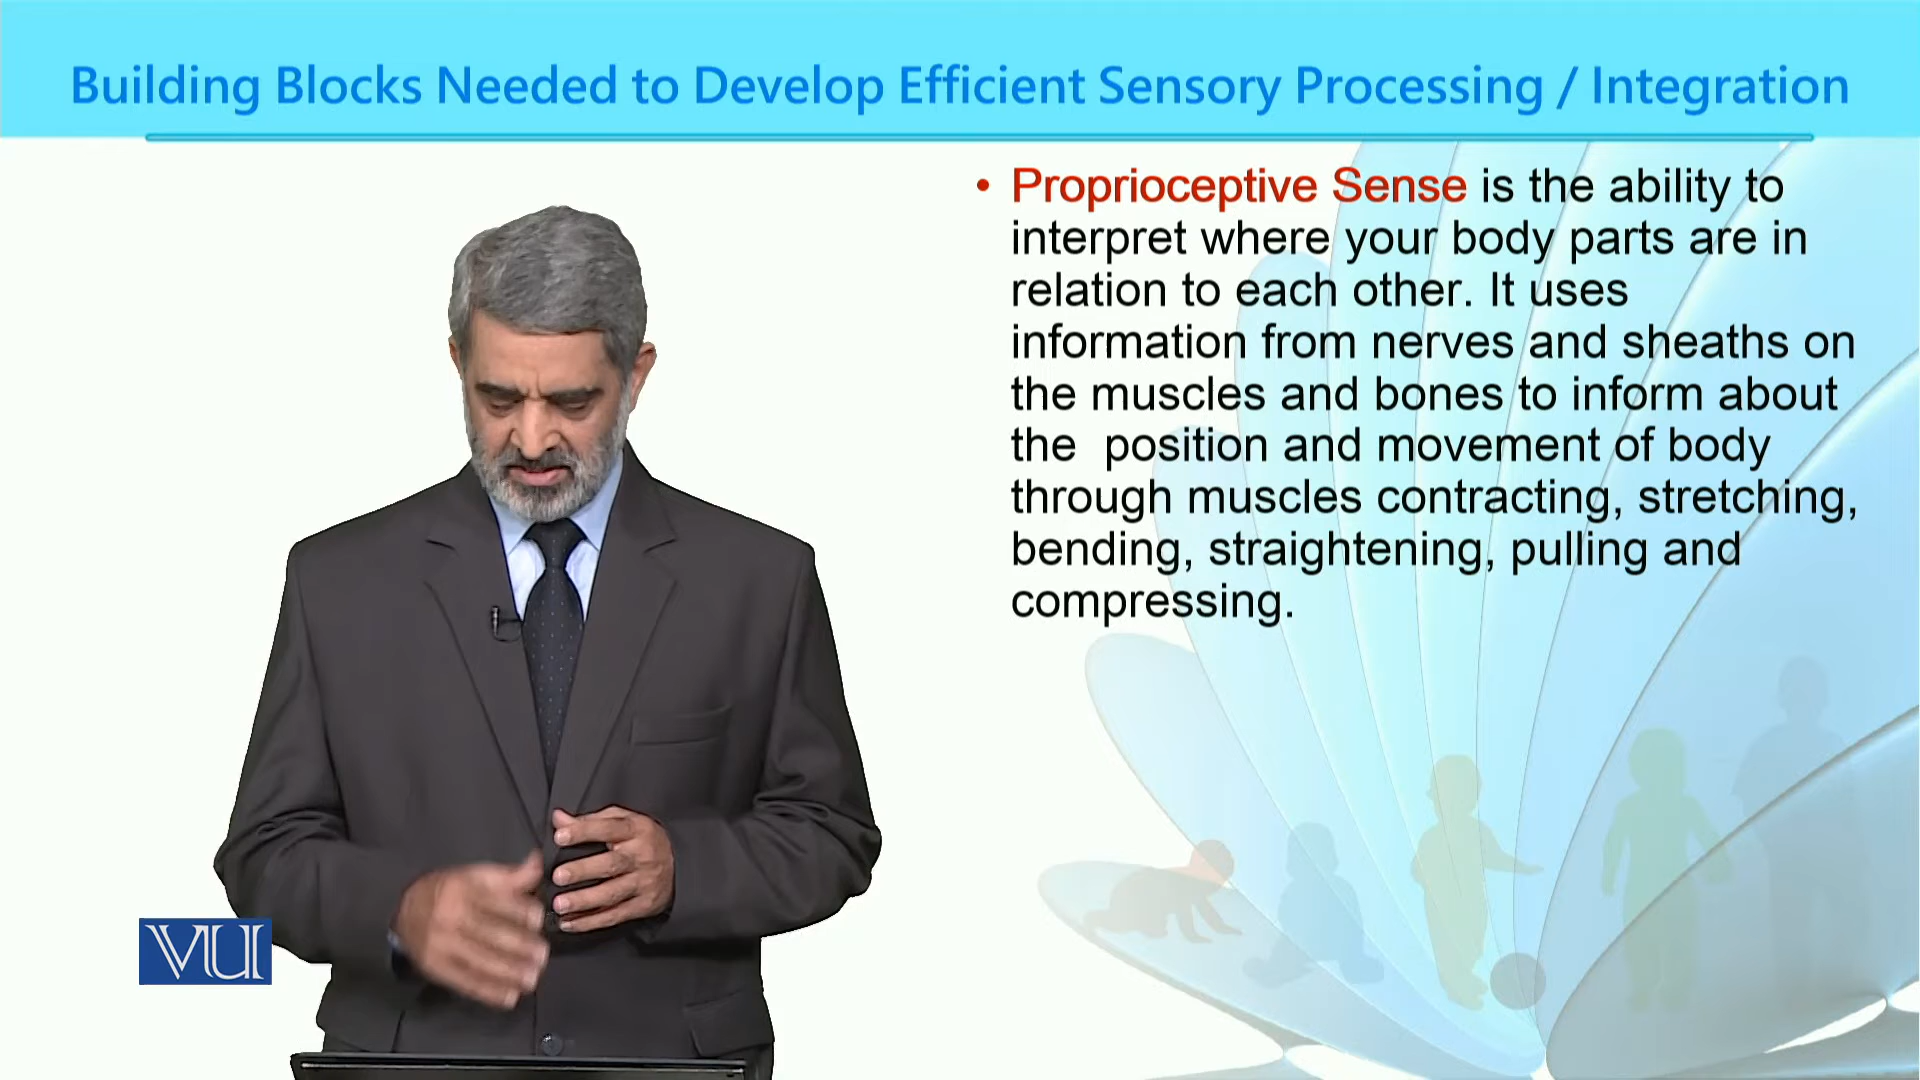 Building Blocks Needed to Develop Efficient Sensory Processing / Integration
• Proprioceptive Sense is the ability to
interpret where your body parts are in
relation to each other. It uses
information from nerves and sheaths on
the muscles and bones to inform about
the  position and movement of body
through muscles contracting, stretching,
bending, straightening, pulling and
compressing.
VU